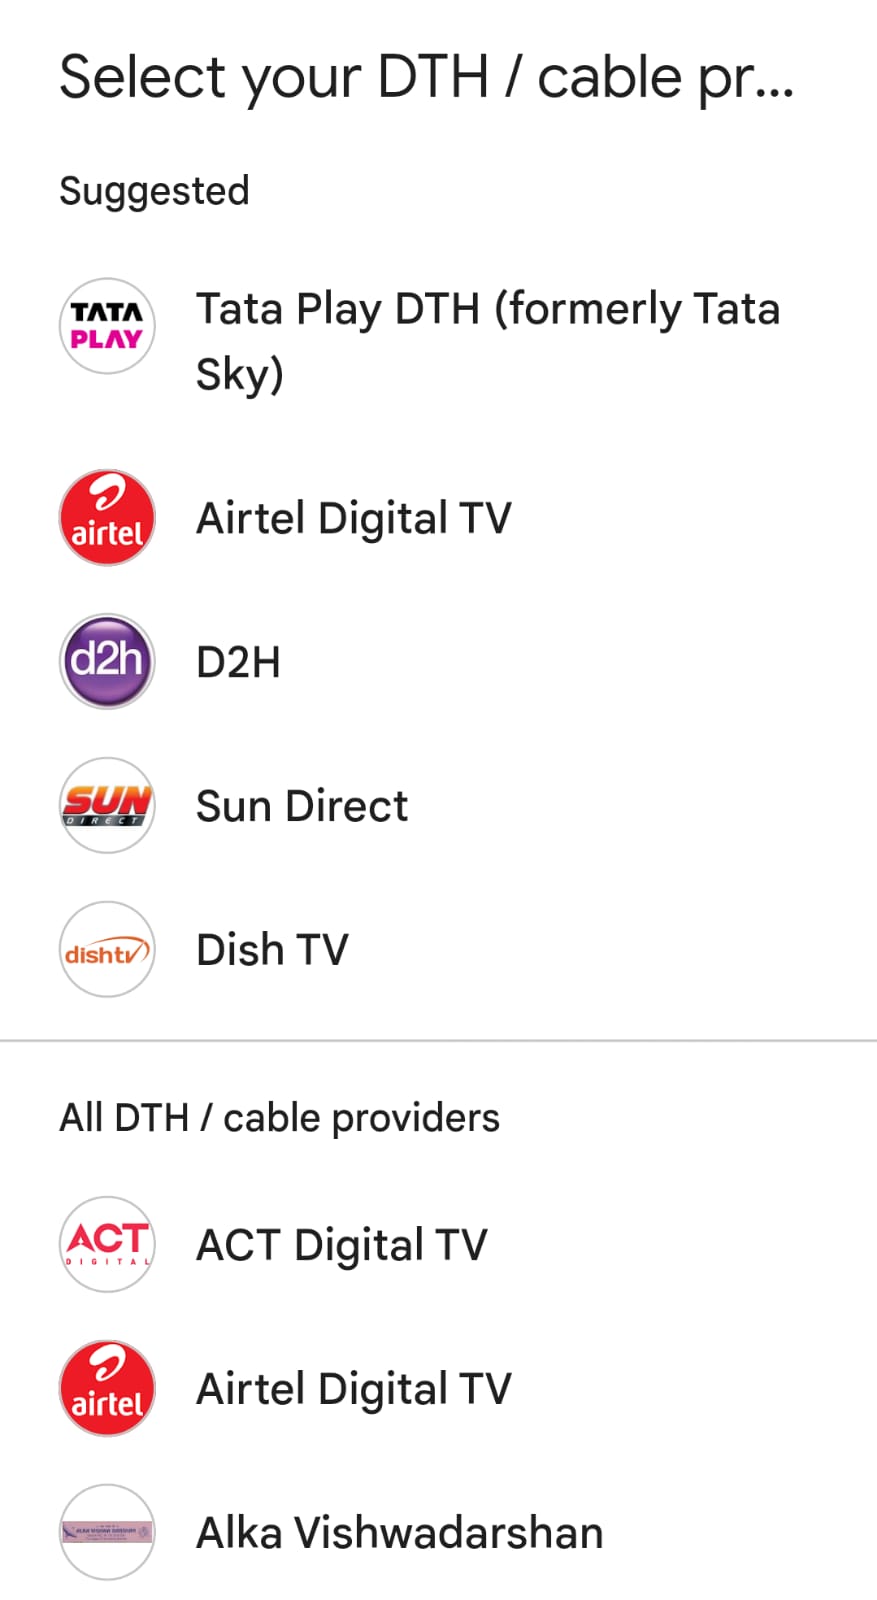 Select your DTH / cable pr...
Suggested
TATA
PLAY
Tata Play DTH (formerly Tata
Sky)
airtel
Airtel Digital TV
d2h
D2H
SUN
DIRECT
Sun Direct
dishtv
Dish TV
All DTH / cable providers
ACT
DIGITAL
ACT Digital TV
airtel
Airtel Digital TV
Alka Vishwadarshan